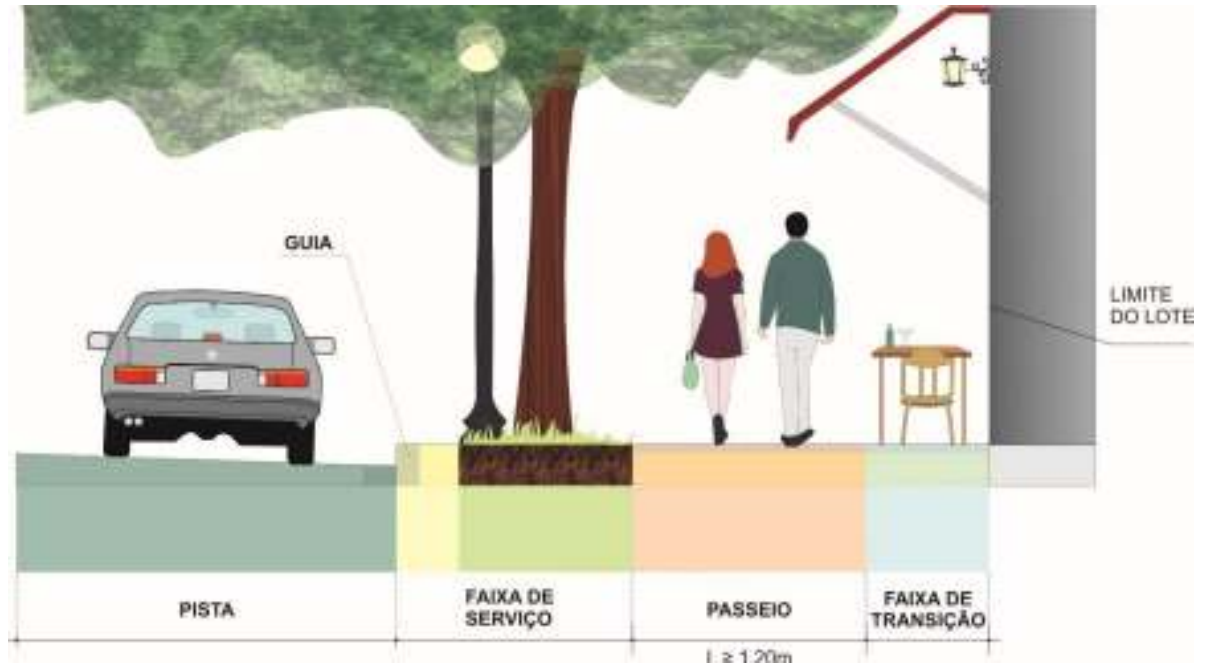 GUIA
LIMITE
DO LOTE
PISTA
FAIXA DE
SERVIÇO
PASSEIO
FAIXA DE
TRANSIÇÃO
L ≥ 1,20m